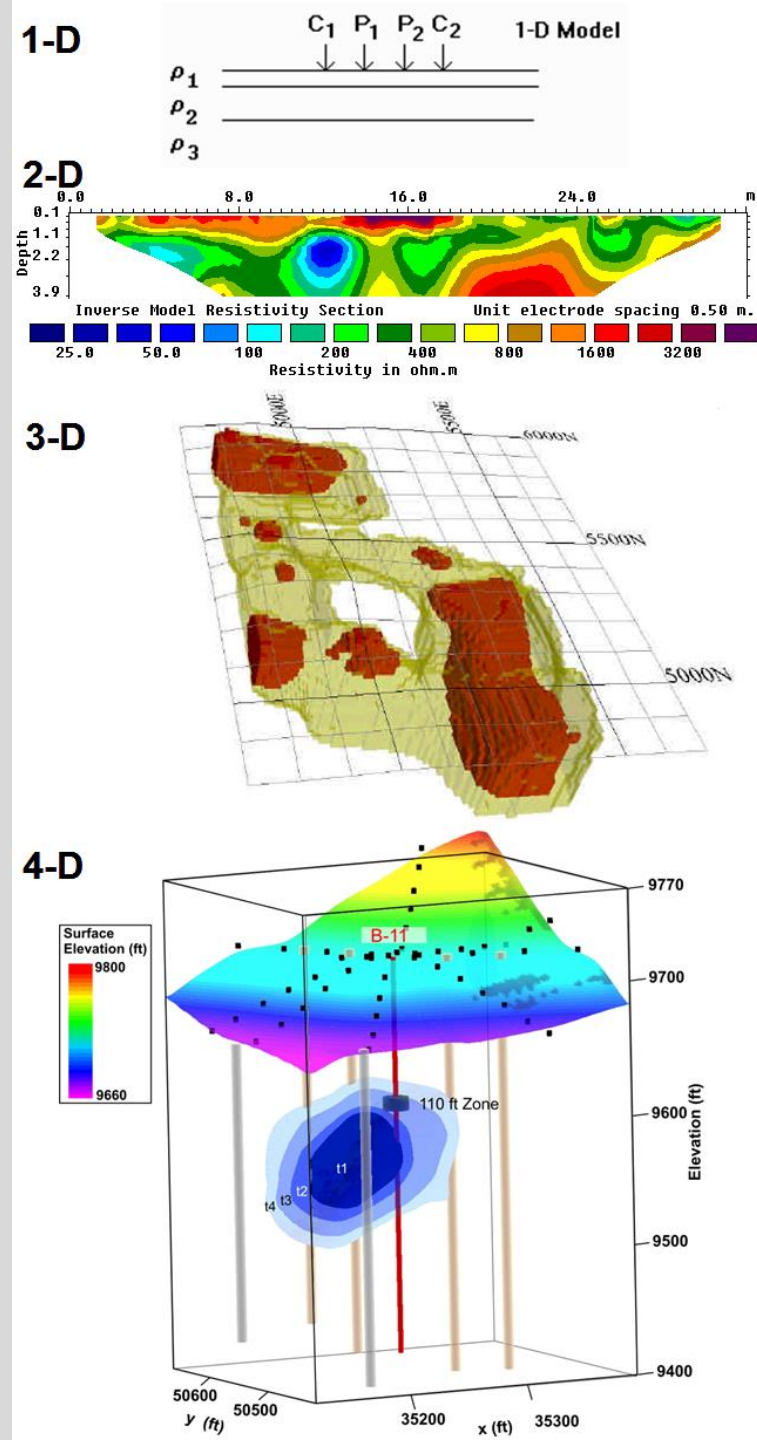 1-D
C1 P1 P2 C2 1-D Model
ρ1
ρ2
ρ3
2-D
0.0 8.0 16.0 24.0 m.
Depth
0.1
1.1
2.2
3.9
Inverse Model Resistivity Section Unit electrode spacing 0.50 m.
25.0 50.0 100 200 400 800 1600 3200
Resistivity in ohm.m
3-D
5000E 5500E 6000N
5500N
5000N
4-D
Surface
Elevation (ft)
9800
9660
B-11
110 ft Zone
t1
t2
t3
t4
9770
9700
9600
9500
9400
Elevation (ft)
50600
50500
y (ft)
35200
35300
x (ft)